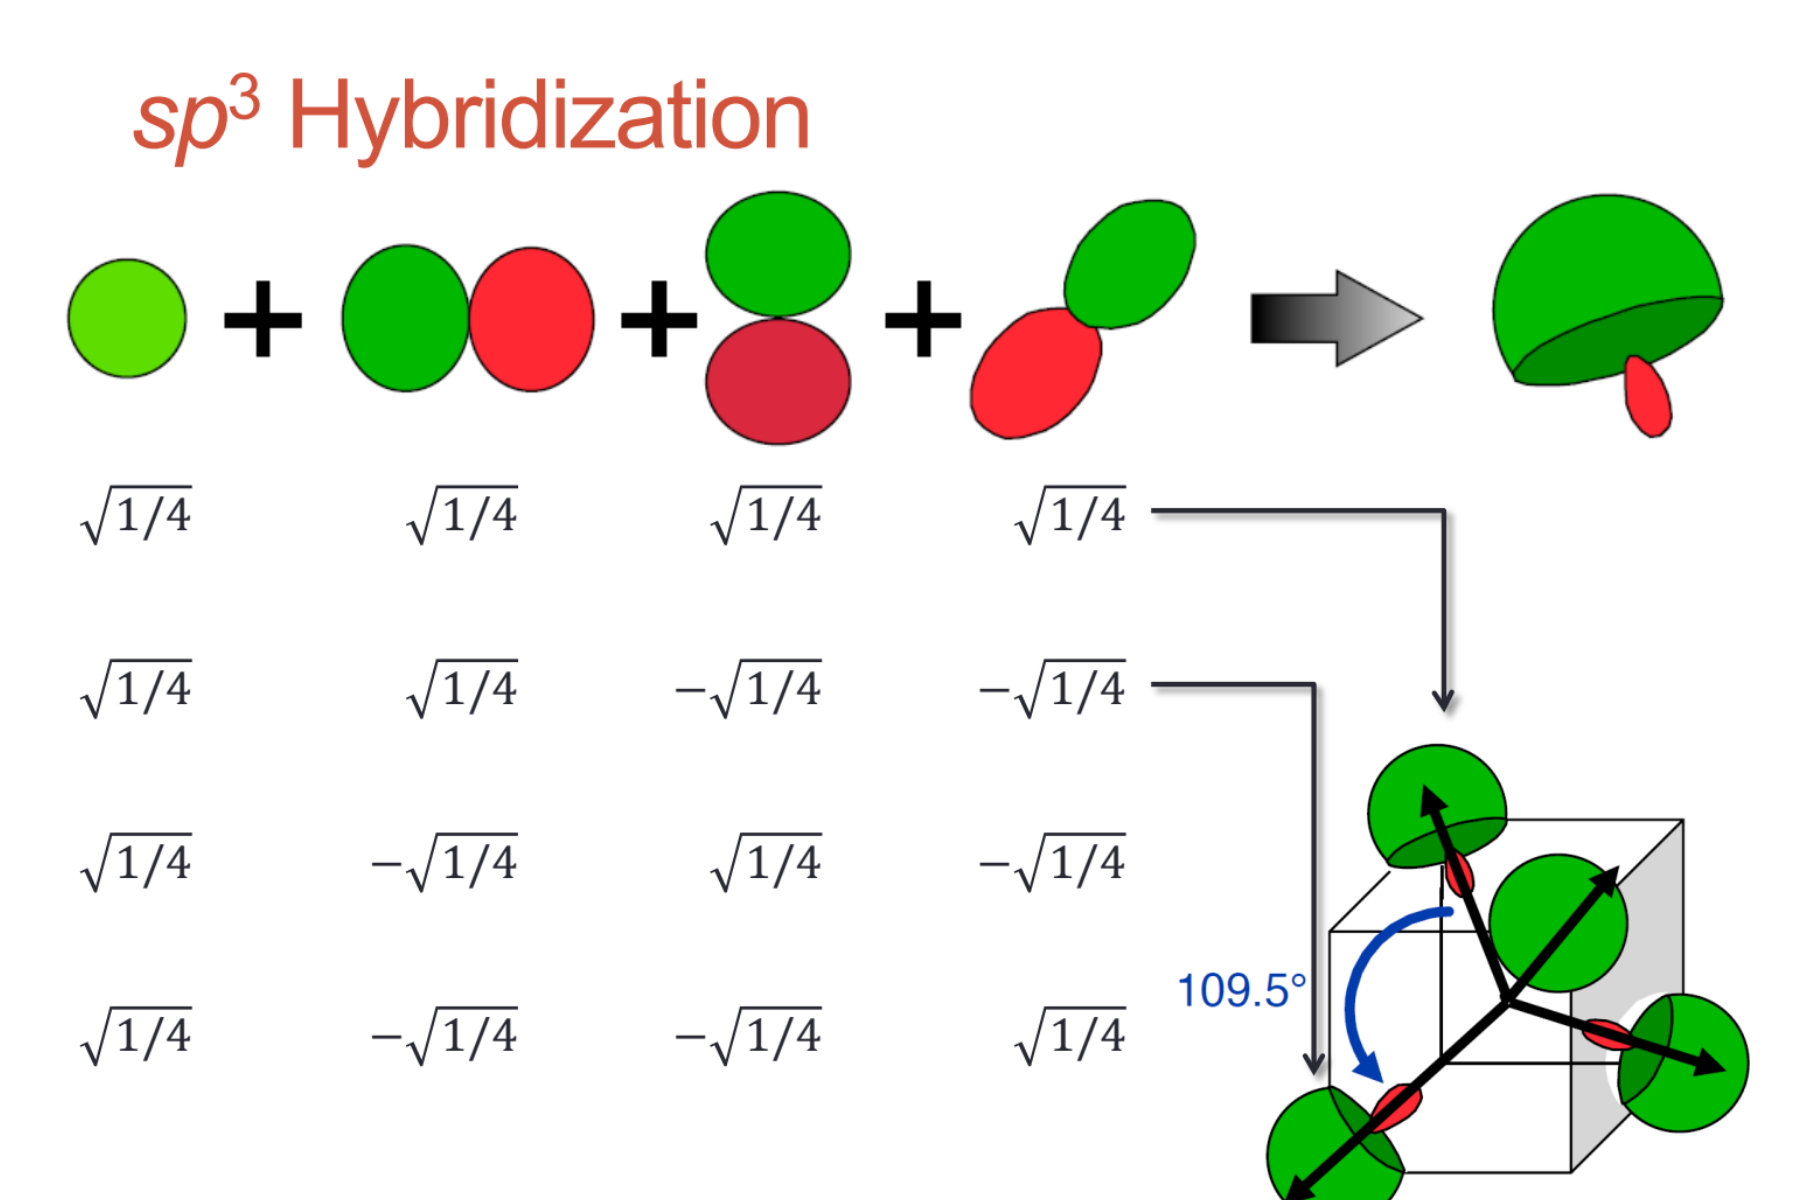 sp³ Hybridization
+ + +
√1/4 √1/4 √1/4 √1/4
√1/4 √1/4 −√1/4 −√1/4
√1/4 −√1/4 √1/4 −√1/4
109.5°
√1/4 −√1/4 −√1/4 √1/4